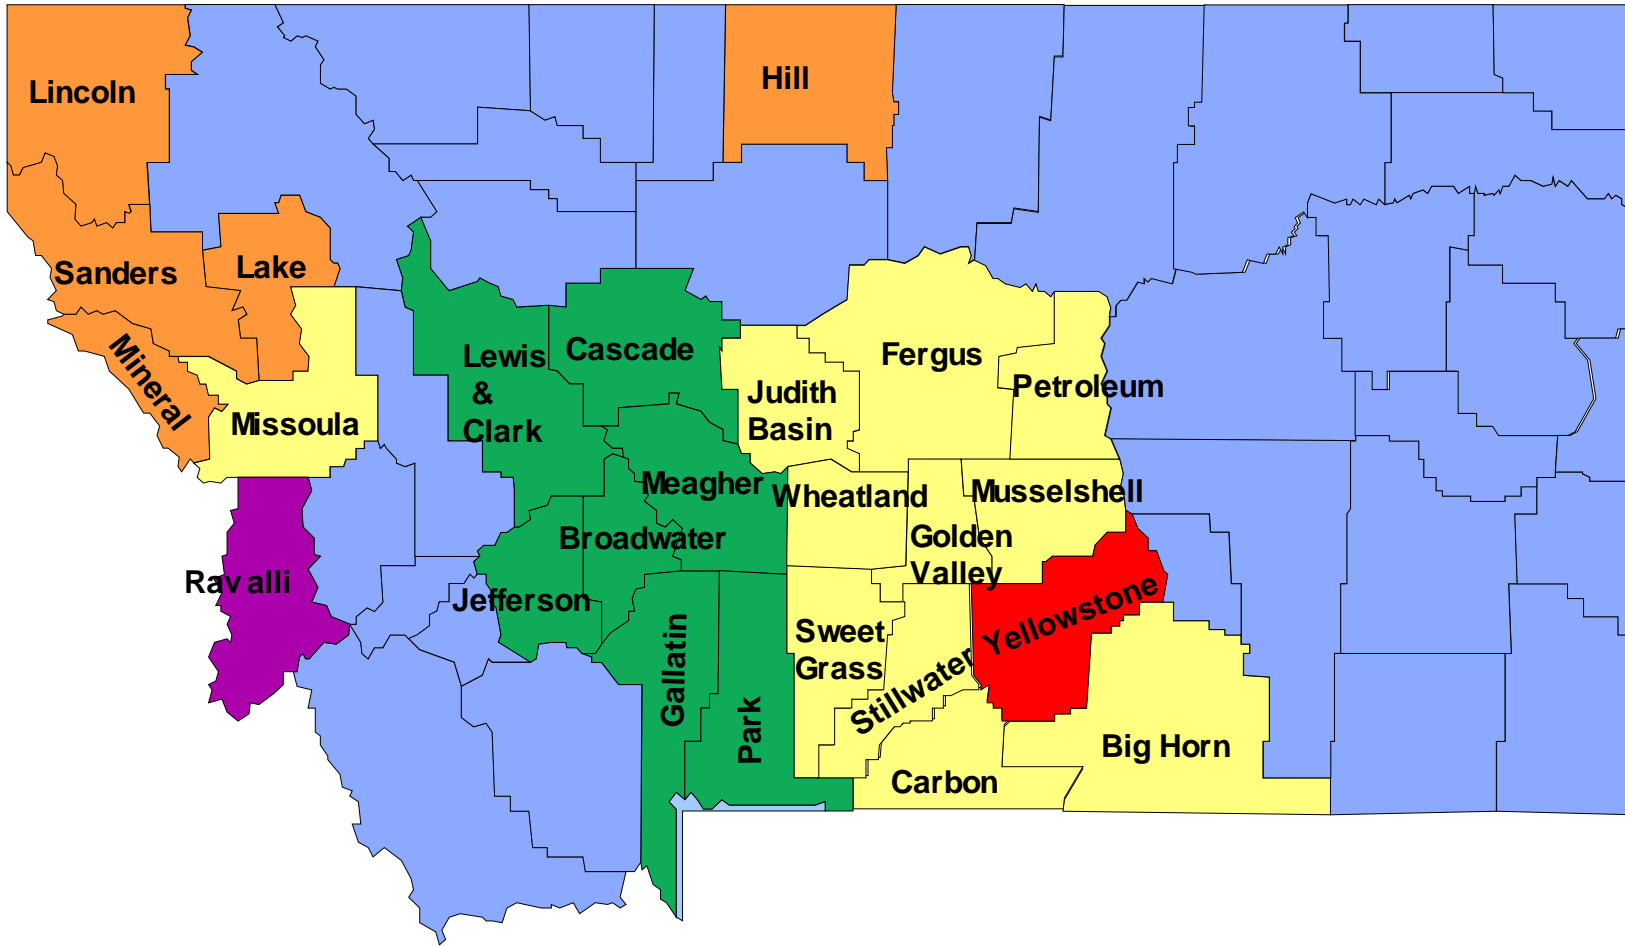 Lincoln
Hill
Sanders
Lake
Mineral
Missoula
Lewis
&
Clark
Cascade
Fergus
Judith
Basin
Petroleum
Meagher
Wheatland
Musselshell
Golden
Valley
Broadwater
Ravalli
Jefferson
Yellowstone
Sweet
Grass
Gallatin
Stillwater
Park
Big Horn
Carbon